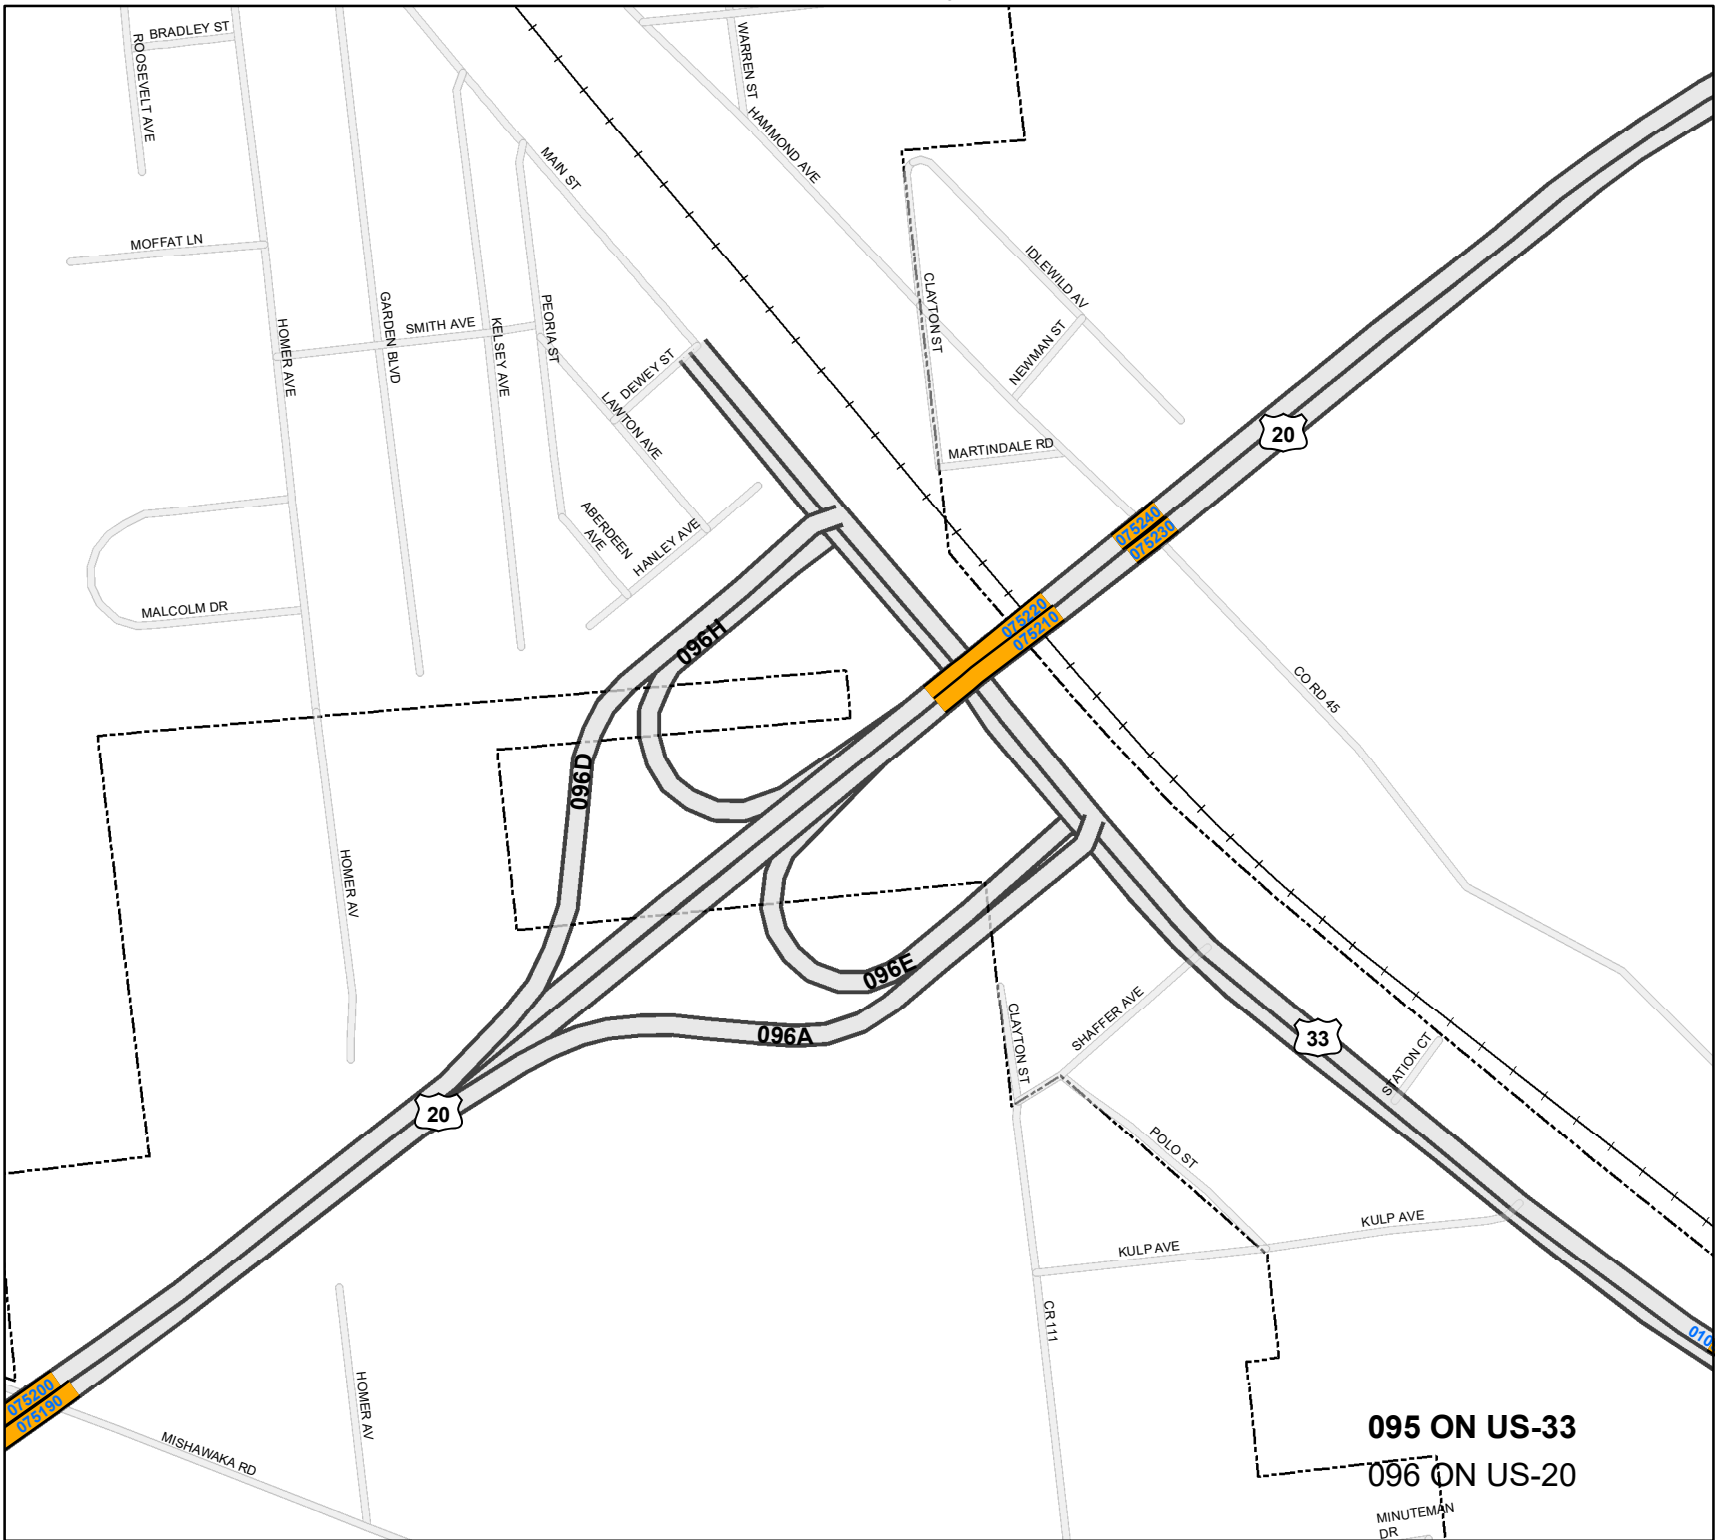 BRADLEY ST
ROOSEVELT AVE
WARREN ST
HAMMOND AVE
MAIN ST
MOFFAT LN
IDLEWILD AV
CLAYTON ST
GARDEN BLVD
HOMER AVE
SMITH AVE
KELSEY AVE
PEORIA ST
NEWMAN ST
DEWEY ST
LAWTON AVE
20
MARTINDALE RD
ABERDEEN
AVE
HANLEY AVE
075240
075230
MALCOLM DR
075220
075210
096H
CO RD 45
096D
HOMER AV
096E
096A
CLAYTON ST
SHAFFER AVE
33
STATION CT
20
POLO ST
KULP AVE
KULP AVE
CR 111
010
075200
075190
HOMER AV
MISHAWAKA RD
095 ON US-33
096 ON US-20
MINUTEMAN
DR